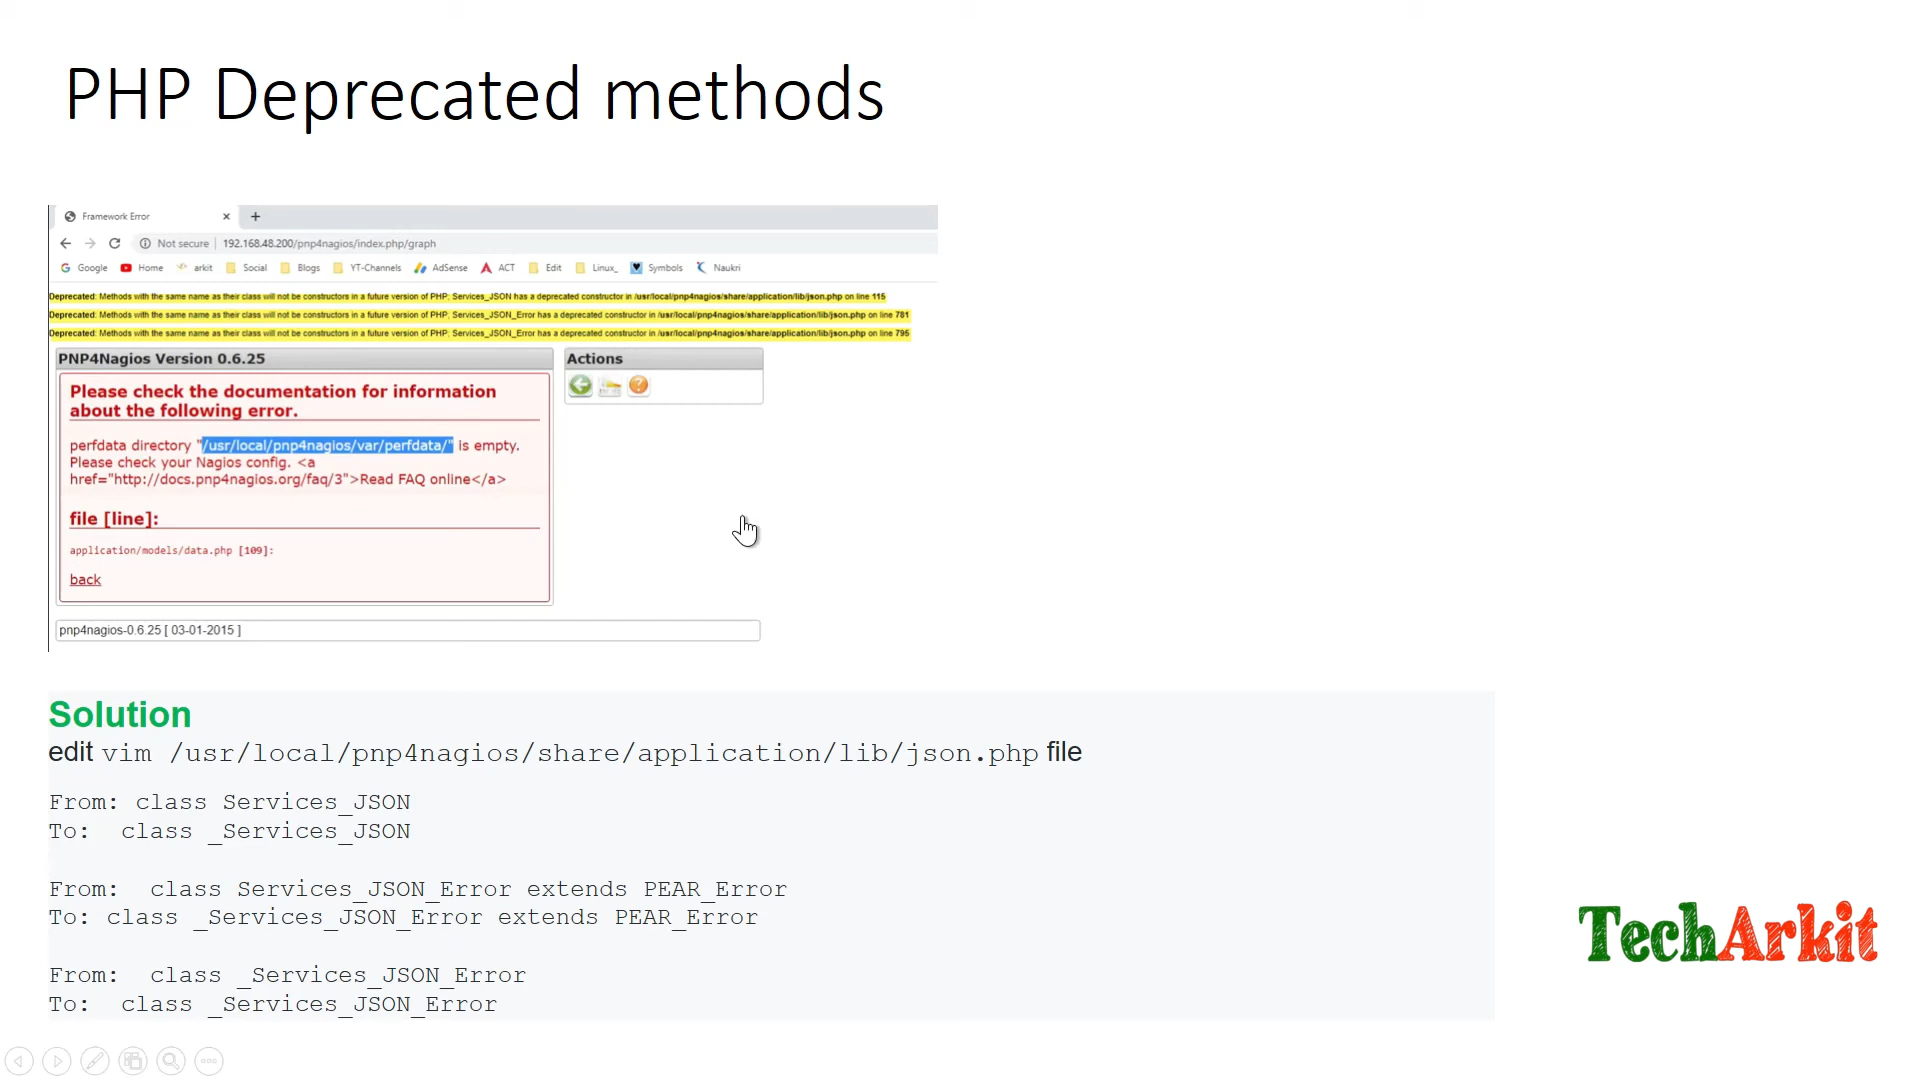 PHP Deprecated methods
Framework Error
Not secure | 192.168.48.200/pnp4nagios/index.php/graph
Google Home arkit Social Blogs YT-Channels AdSense ACT Edit Linux_ Symbols Naukri
Deprecated: Methods with the same name as their class will not be constructors in a future version of PHP; Services_JSON has a deprecated constructor in /usr/local/pnp4nagios/share/application/lib/json.php on line 115
Deprecated: Methods with the same name as their class will not be constructors in a future version of PHP; Services_JSON_Error has a deprecated constructor in /usr/local/pnp4nagios/share/application/lib/json.php on line 781
Deprecated: Methods with the same name as their class will not be constructors in a future version of PHP; Services_JSON_Error has a deprecated constructor in /usr/local/pnp4nagios/share/application/lib/json.php on line 795
PNP4Nagios Version 0.6.25
Please check the documentation for information
about the following error.
perfdata directory "/usr/local/pnp4nagios/var/perfdata/" is empty.
Please check your Nagios config. <a
href="http://docs.pnp4nagios.org/faq/3">Read FAQ online</a>
file [line]:
application/models/data.php [109]:
back
Actions
pnp4nagios-0.6.25 [ 03-01-2015 ]
Solution
edit vim /usr/local/pnp4nagios/share/application/lib/json.php file
From: class Services_JSON
To: class _Services_JSON
From: class Services_JSON_Error extends PEAR_Error
To: class _Services_JSON_Error extends PEAR_Error
From: class _Services_JSON_Error
To: class _Services_JSON_Error
TechArkit